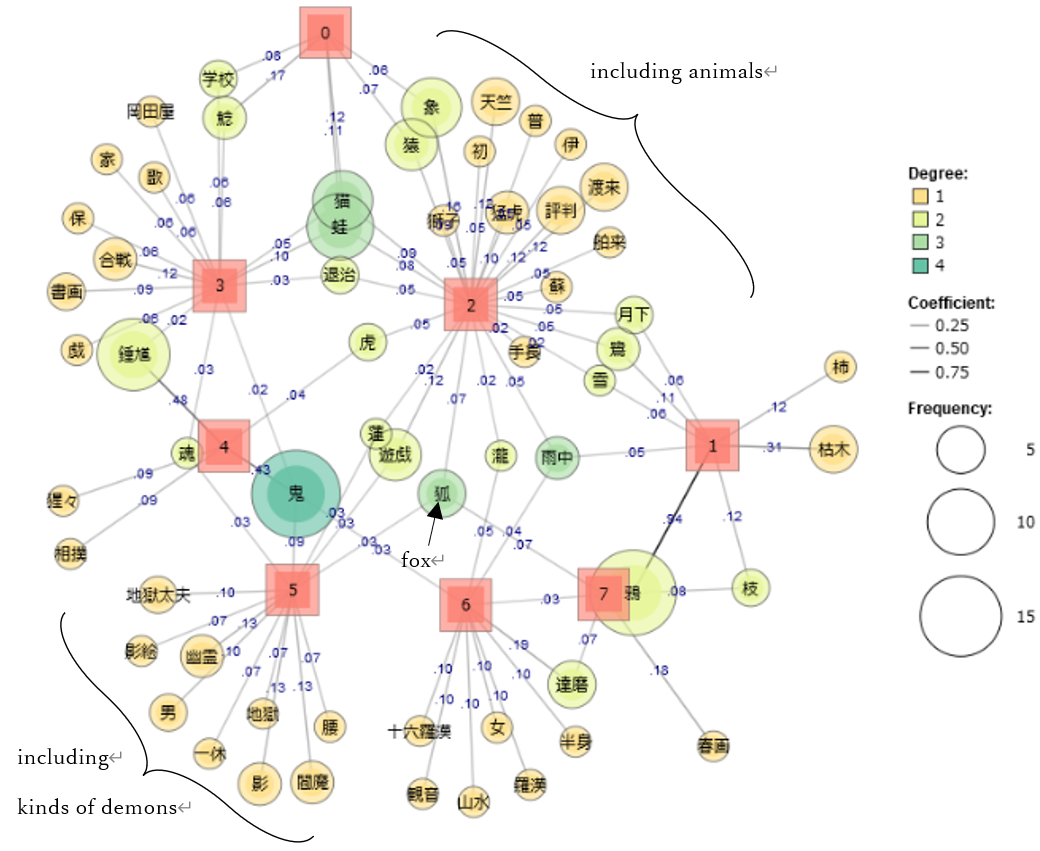 0
.08
学校
.17
.06
.07
including animals↵
鯰
岡田屋
象
天竺
普
.12
.11
猿
初
伊
家
歌
.06
.06
渡来
猫
獅子
.16
.12
猛虎
.05
評判
保
.06
.06
.06
蛙
.05
舶来
合戦
.06
.12
.05
.10
.09
.08
.05
.10
.12
.12
3
.03
退治
.05
.05
蘇
書画
.09
.05
2
.05
月下
.06
.02
.05
.02
.05
戯
鍾馗
虎
.02
手長
.02
鷺
.03
.02
.02
.12
.02
.05
雪
.06
.11
柿
.04
.07
.06
.12
.48
蓮
1
.31
枯木
魂
4
.43
遊戯
瀧
雨中
.05
.09
猩々
.09
鬼
狐
.03
.03
.03
.05
.04
.94
.12
相撲
.09
.03
.03
.07
fox↵
地獄太夫
.10
5
6
.03
7
鴉
.08
枝
.07
.13
影絵
幽霊
.10
.07
.07
.07
.19
.07
.13
.13
.10
.10
.10
.18
達磨
男
地獄
腰
.10
.10
.10
十六羅漢
女
半身
春画
一休
影
閻魔
観音
山水
羅漢
including↵
kinds of demons↵
Degree:
1
2
3
4
Coefficient:
0.25
0.50
0.75
Frequency:
5
10
15